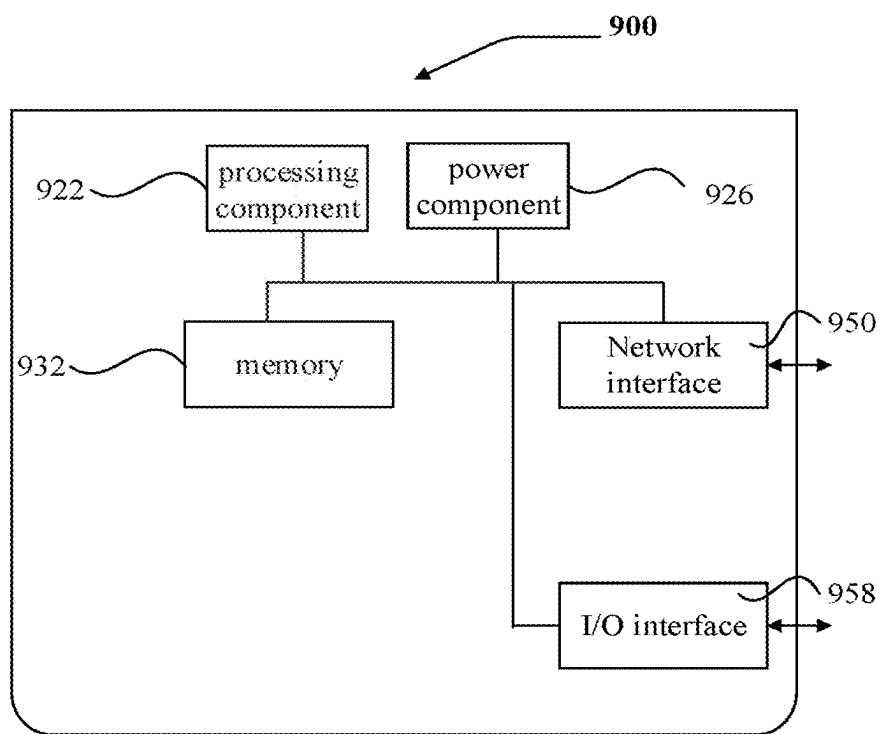 900
processing
component
922
power
component
926
932
memory
Network
interface
950
I/O interface
958